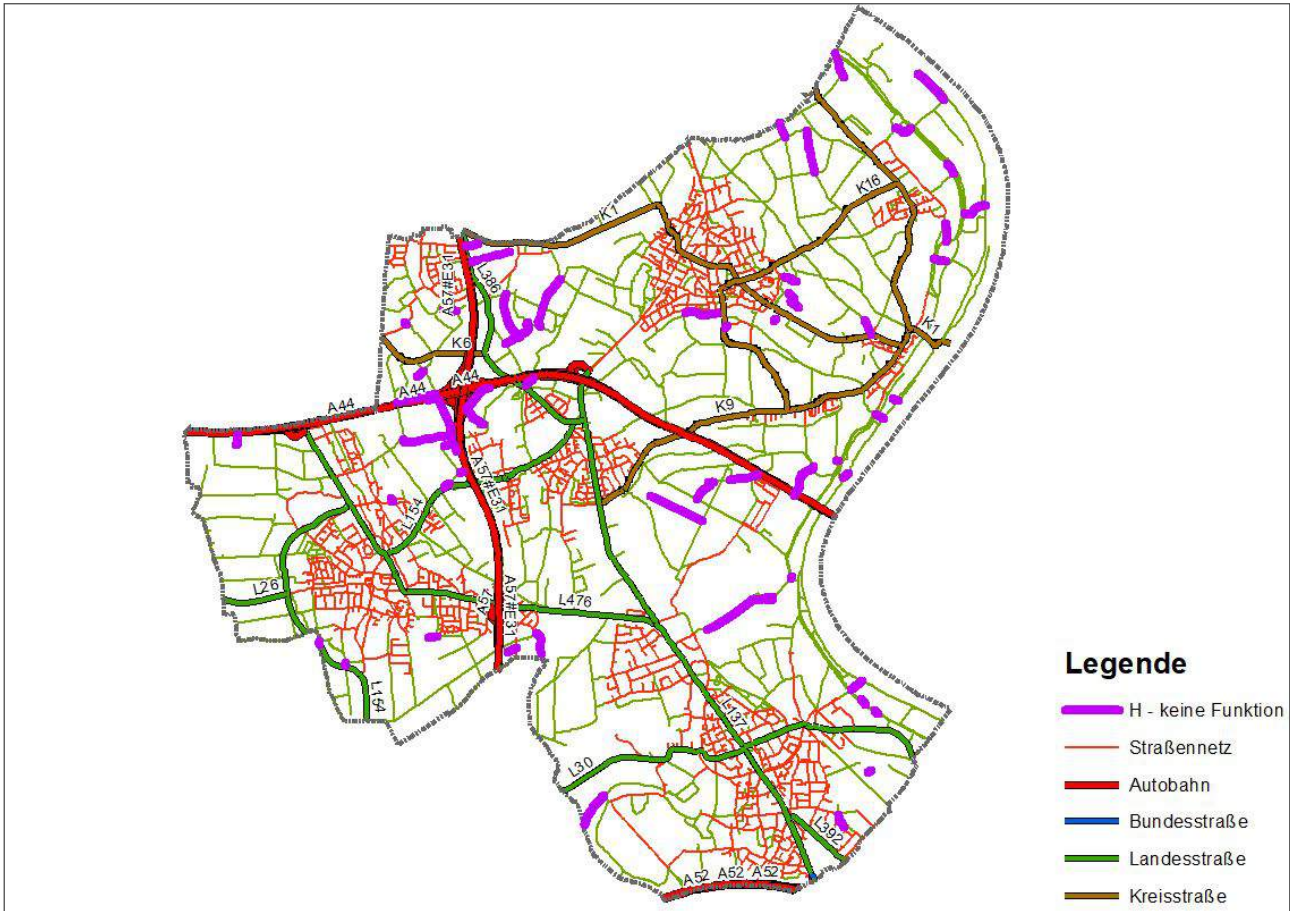 K16
K1
A57#E31
L386
K1
K6
A44
A44
A44
K9
A57#E31
L154
L26
A57
A57#E31
L476
L154
L137
L30
L392
A52
A52
A52
Legende
H - keine Funktion
Straßennetz
Autobahn
Bundesstraße
Landesstraße
Kreisstraße